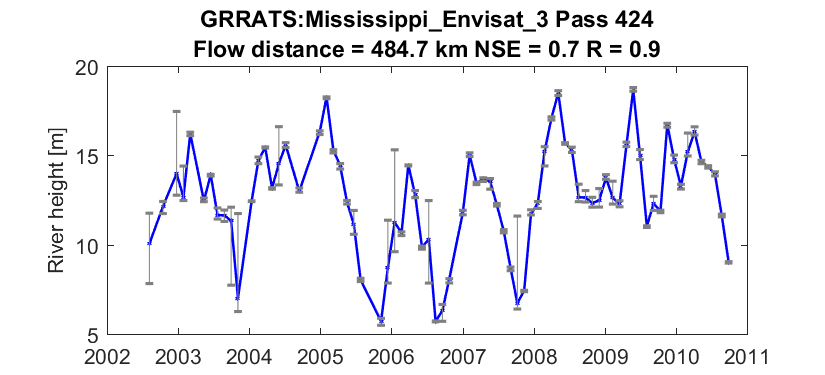 GRRATS:Mississippi_Envisat_3 Pass 424
Flow distance = 484.7 km NSE = 0.7 R = 0.9
River height [m]
20
15
10
5
2002 2003 2004 2005 2006 2007 2008 2009 2010 2011